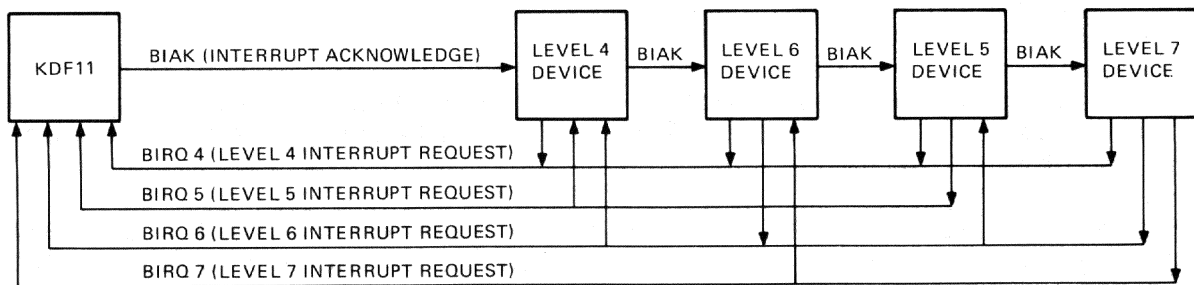 KDF11
BIAK (INTERRUPT ACKNOWLEDGE)
LEVEL 4
DEVICE
BIAK
LEVEL 6
DEVICE
BIAK
LEVEL 5
DEVICE
BIAK
LEVEL 7
DEVICE
BIRQ 4 (LEVEL 4 INTERRUPT REQUEST)
BIRQ 5 (LEVEL 5 INTERRUPT REQUEST)
BIRQ 6 (LEVEL 6 INTERRUPT REQUEST)
BIRQ 7 (LEVEL 7 INTERRUPT REQUEST)